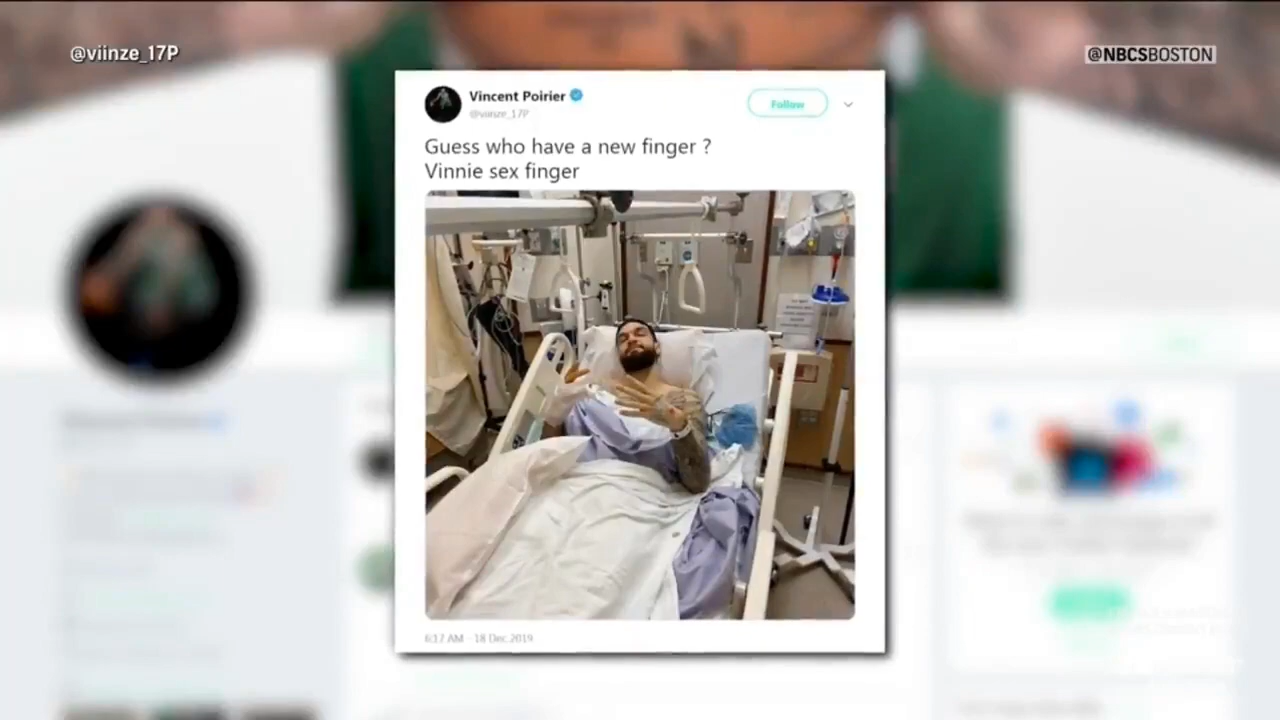 @viinze_17P
@NBCSBOSTON
Vincent Poirier
@viinze_17P
Follow
Guess who have a new finger ?
Vinnie sex finger
6:17 AM - 18 Dec 2019